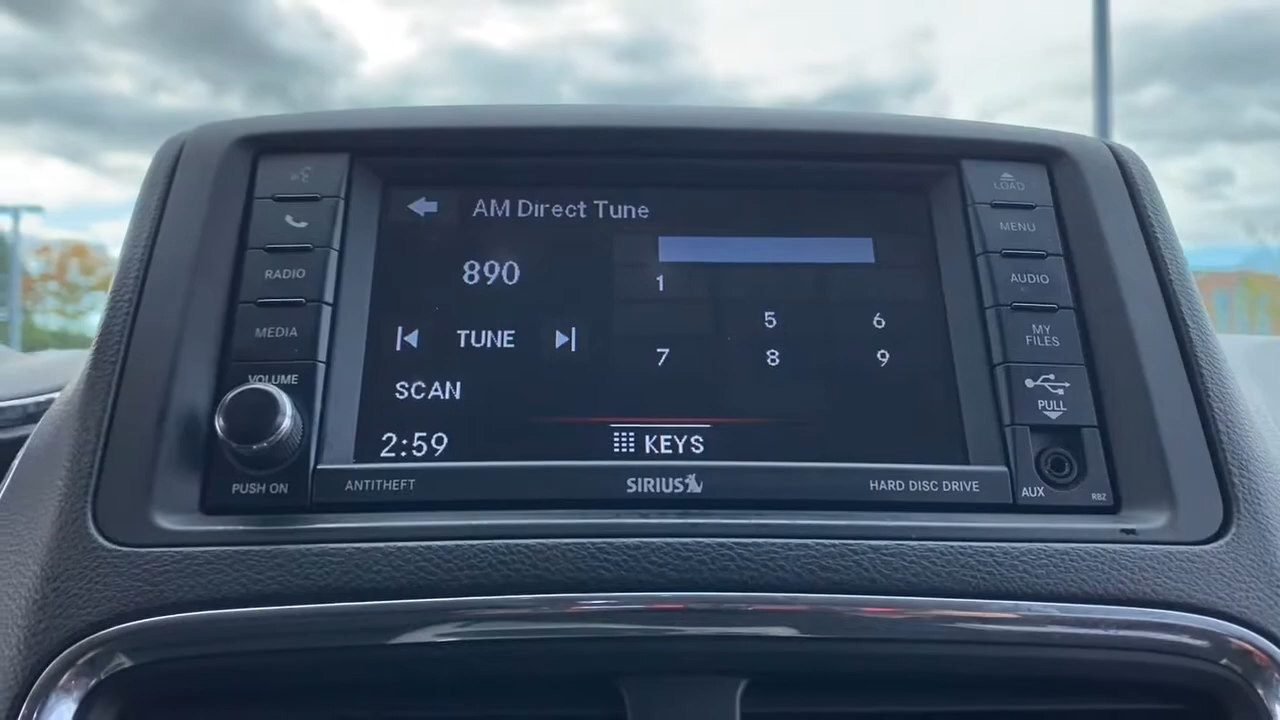 LOAD
AM Direct Tune
MENU
890
RADIO
1
AUDIO
5 6
MEDIA
TUNE
MY
FILES
7 8 9
VOLUME
SCAN
PULL
2:59
KEYS
PUSH ON
ANTITHEFT
SIRIUS
HARD DISC DRIVE
AUX
RBZ